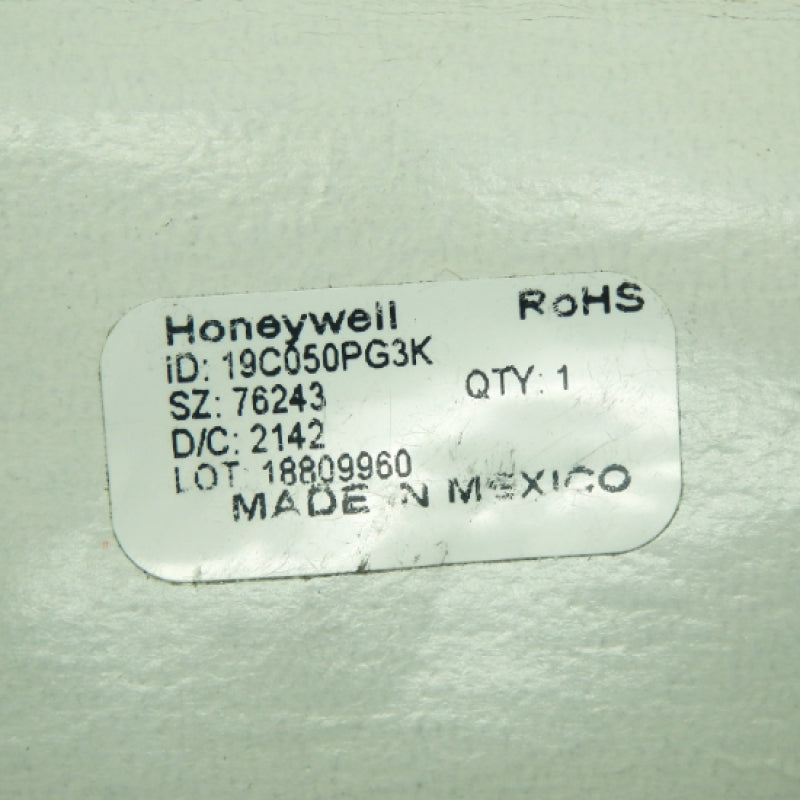 Honeywell RoHS
iD: 19C050PG3K
SZ: 76243 QTY: 1
D/C: 2142
LOT 18809960
MADE IN MEXICO